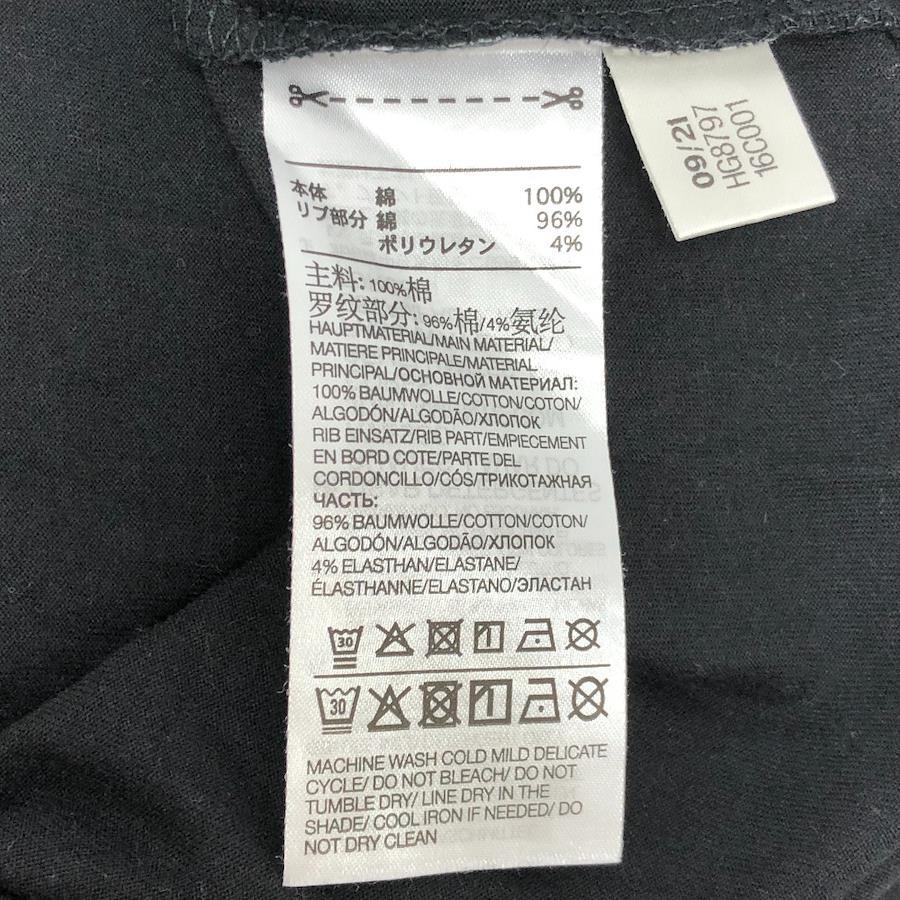 本体 綿 100%
リブ部分 綿 96%
ポリウレタン 4%
主料: 100%棉
罗纹部分: 96%棉/4%氨纶
HAUPTMATERIAL/MAIN MATERIAL/
MATIERE PRINCIPALE/MATERIAL
PRINCIPAL/ОСНОВНОЙ МАТЕРИАЛ:
100% BAUMWOLLE/COTTON/COTON/
ALGODÓN/ALGODÃO/ХЛОПОК
RIB EINSATZ/RIB PART/EMPIECEMENT
EN BORD COTE/PARTE DEL
CORDONCILLO/CÓS/ТРИКОТАЖНАЯ
ЧАСТЬ:
96% BAUMWOLLE/COTTON/COTON/
ALGODÓN/ALGODÃO/ХЛОПОК
4% ELASTHAN/ELASTANE/
ÉLASTHANNE/ELASTANO/ЭЛАСТАН
30
30
MACHINE WASH COLD MILD DELICATE
CYCLE/ DO NOT BLEACH/ DO NOT
TUMBLE DRY/ LINE DRY IN THE
SHADE/ COOL IRON IF NEEDED/ DO
NOT DRY CLEAN
09/21
HG8797
16C001